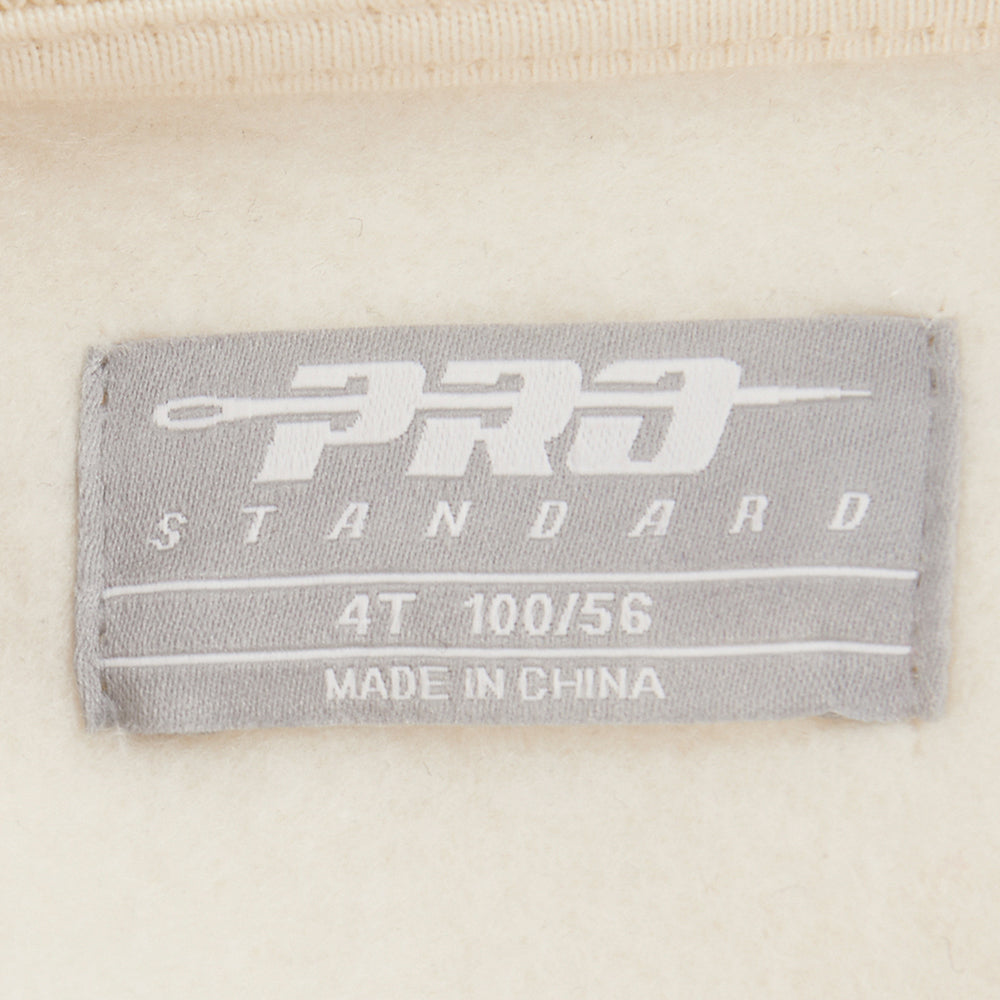 PRO
STANDARD
4T 100/56
MADE IN CHINA